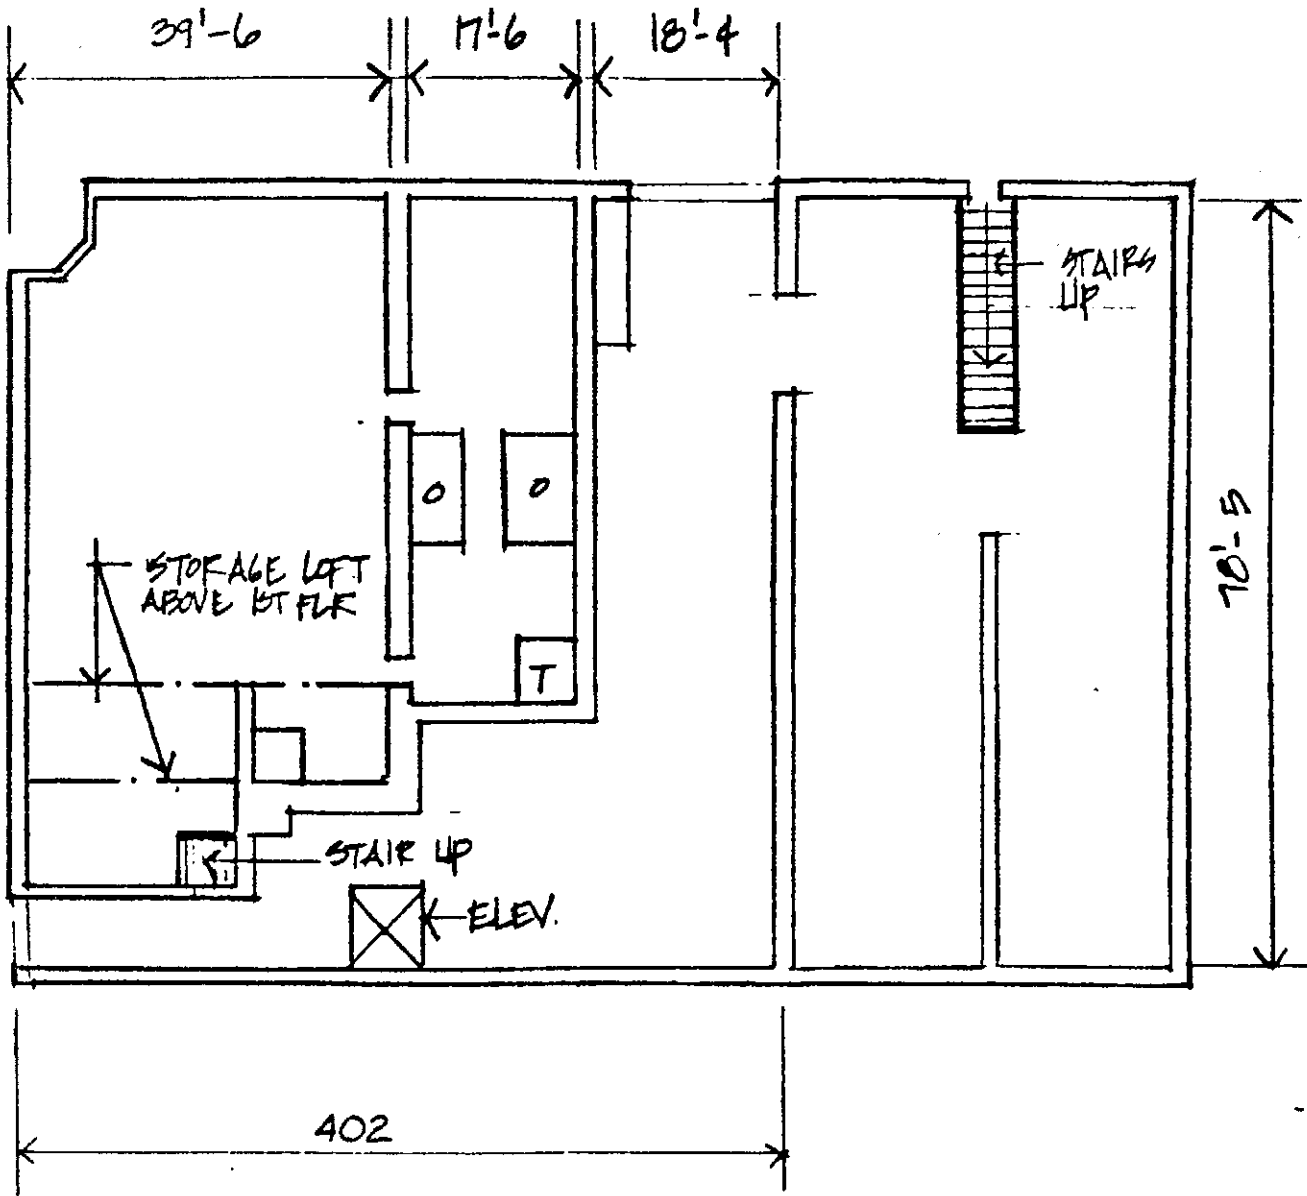 39'-6
17'-6
18'-4
STAIRS
UP
O
O
STORAGE LOFT
ABOVE 1ST FLR
78'-5
T
STAIR UP
ELEV.
402